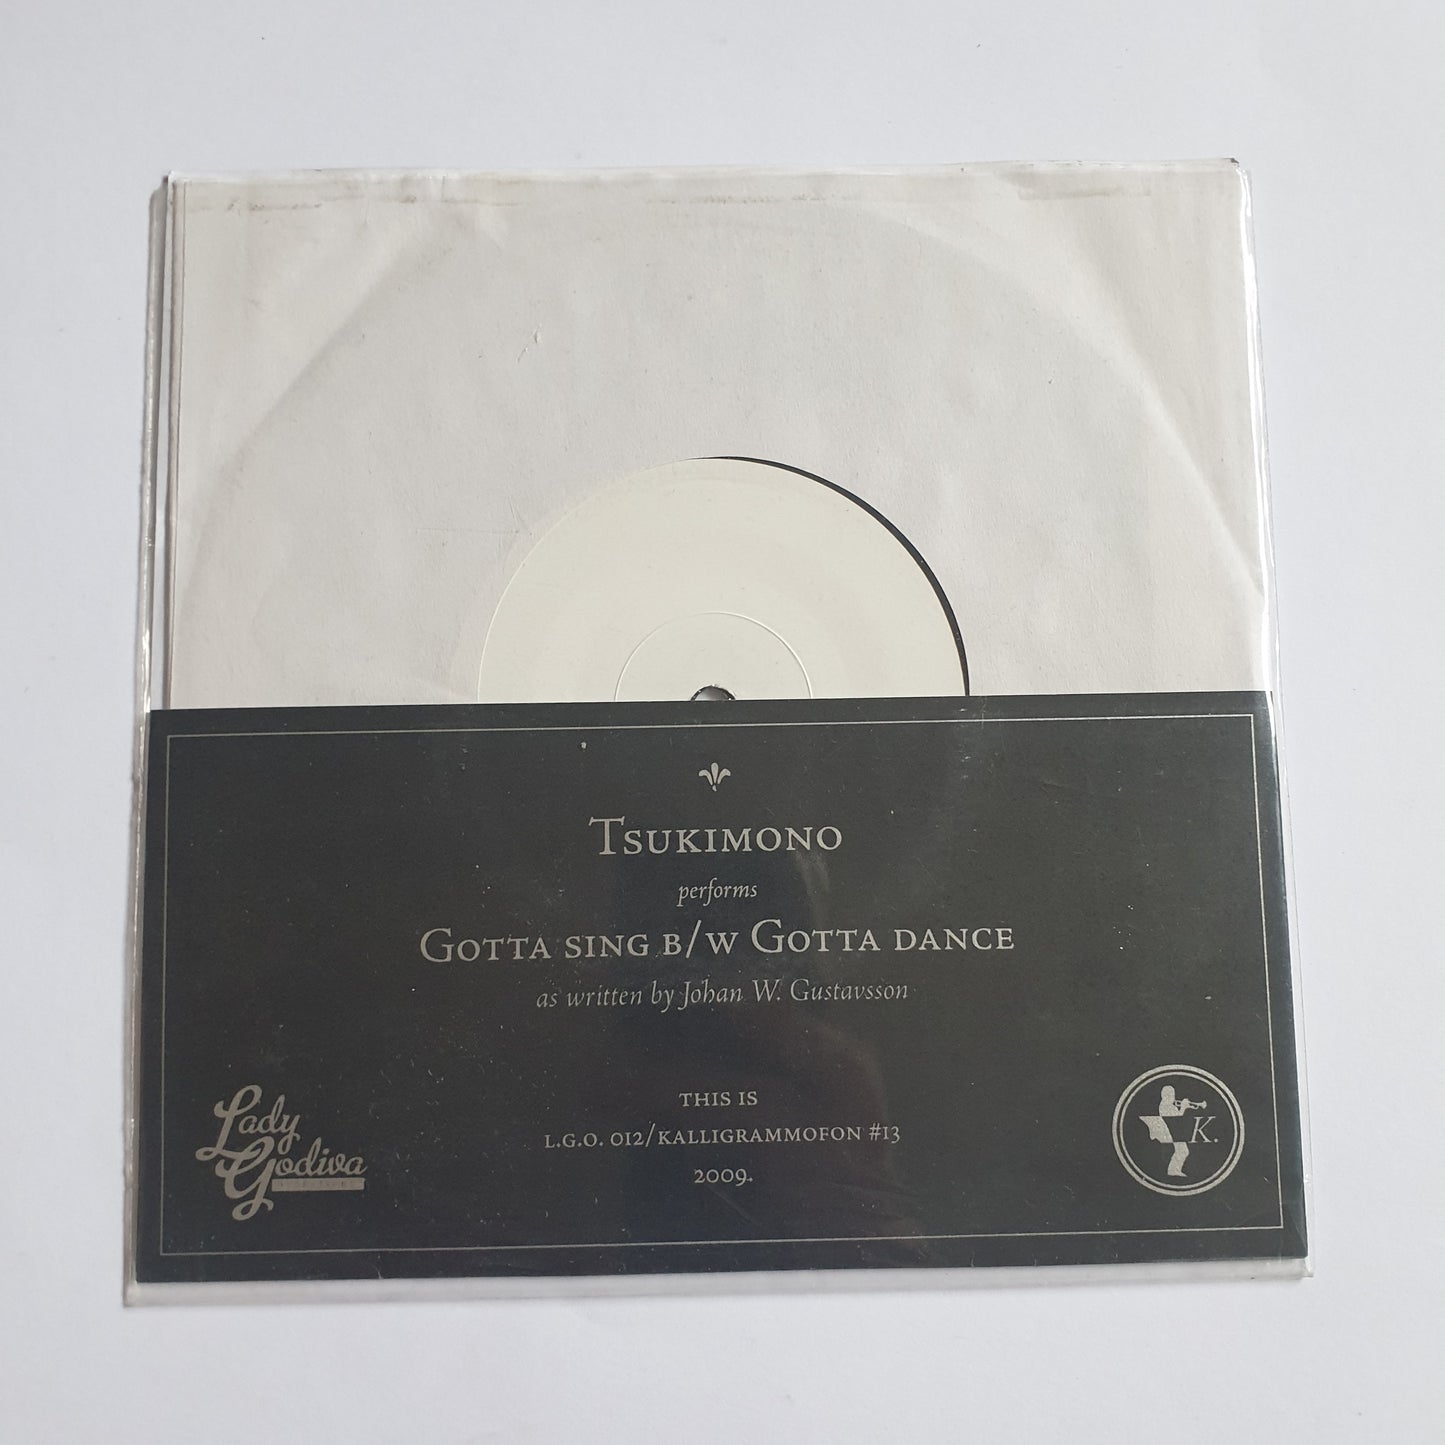 Tsukimono
performs
Gotta sing b/w Gotta dance
as written by Johan W. Gustavsson
this is
l.g.o. 012/kalligrammofon #13
2009.
Lady
Godiva
K.